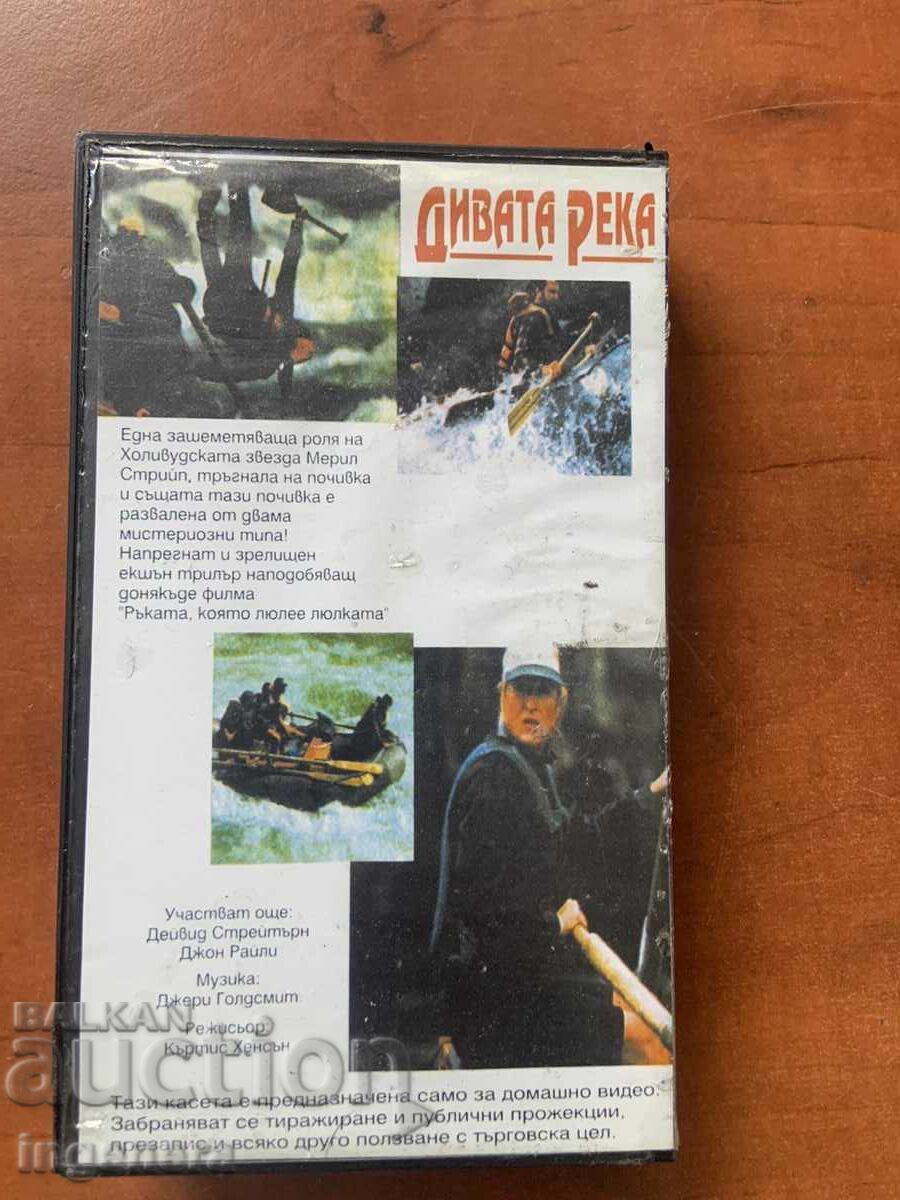 ДИВАТА РЕКА
Една зашеметяваща роля на
Холивудската звезда Мерил
Стрийп, тръгнала на почивка
и същата тази почивка е
развалена от двама
мистериозни типа!
Напрегнат и зрелищен
екшън трилър наподобяващ
донякъде филма
"Ръката, която люлее люлката"
Участват още:
Дейвид Стрейтърн
Джон Райли
Музика:
Джери Голдсмит
Режисьор:
Къртис Хенсън
BALKAN
auction
Тази касета е предназначена само за домашно видео.
Забраняват се тиражиране и публични прожекции,
презапис и всяко друго ползване с търговска цел.